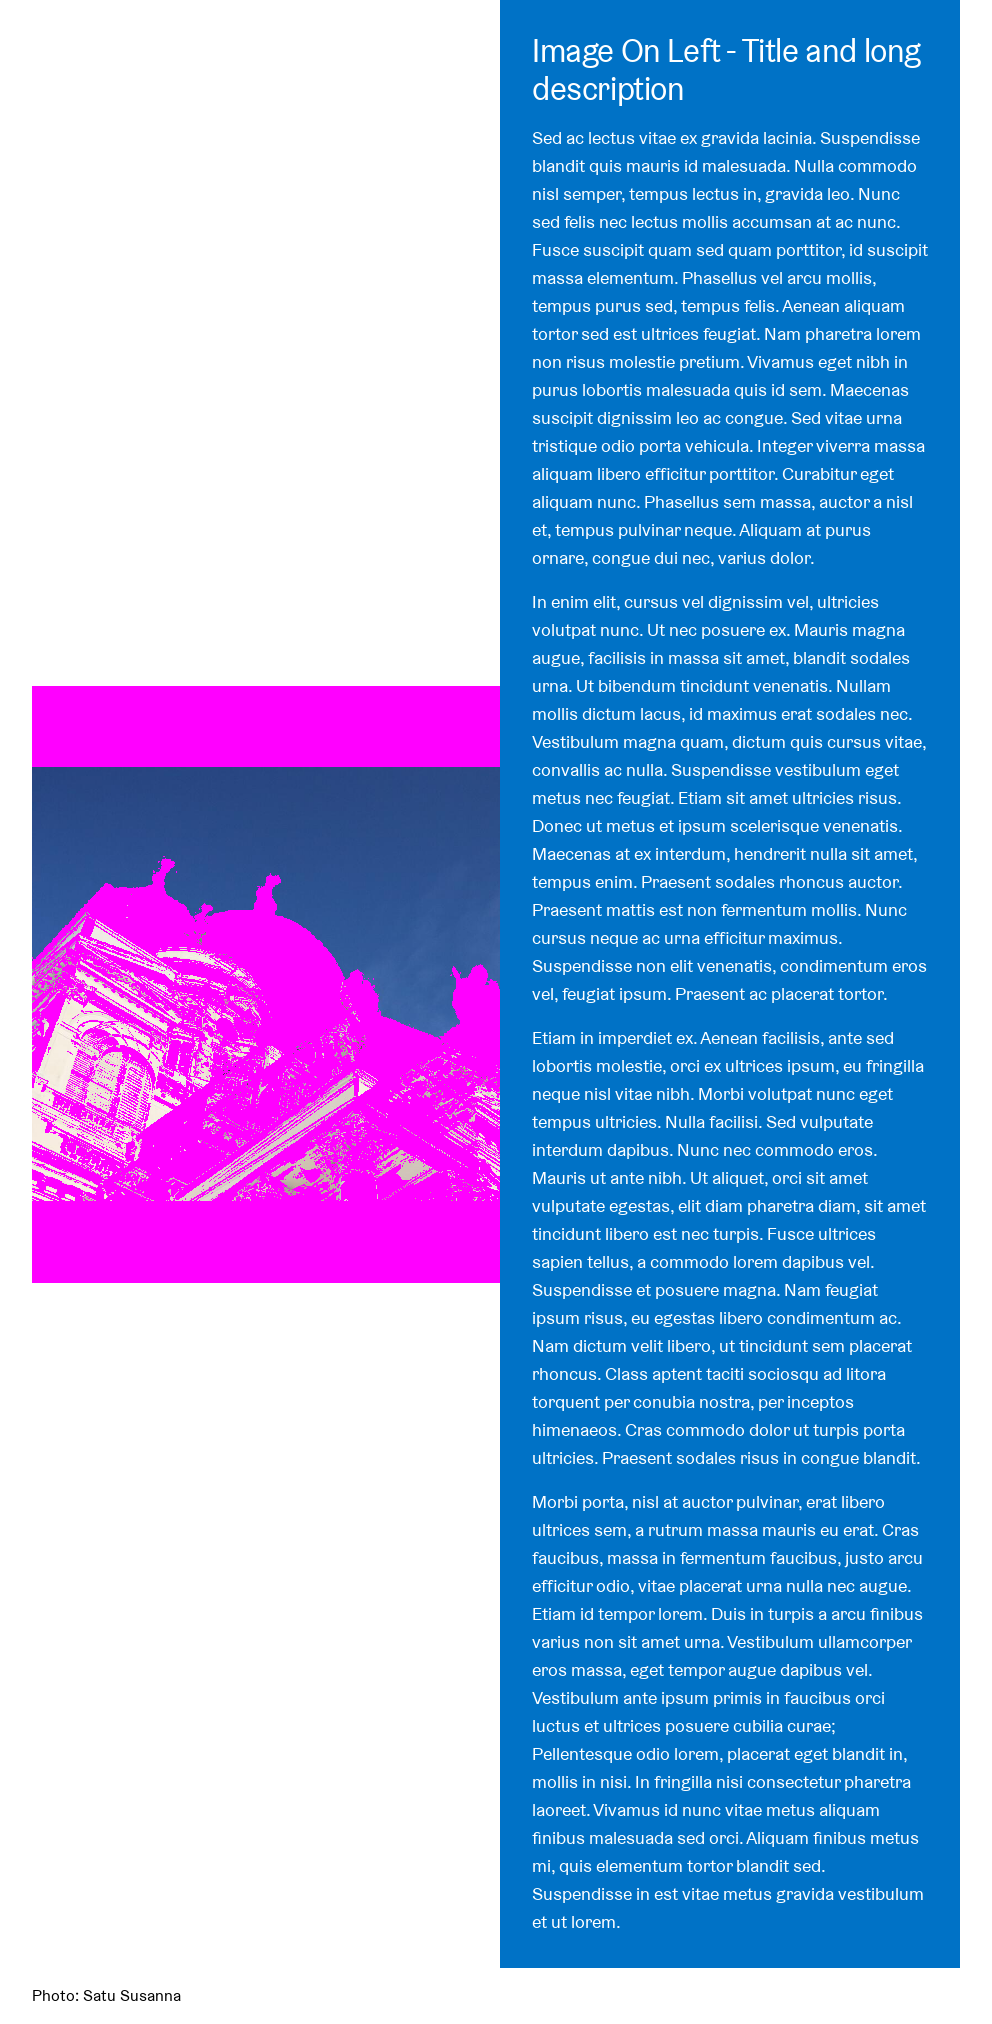 Image On Left - Title and long
description
Sed ac lectus vitae ex gravida lacinia. Suspendisse
blandit quis mauris id malesuada. Nulla commodo
nisl semper, tempus lectus in, gravida leo. Nunc
sed felis nec lectus mollis accumsan at ac nunc.
Fusce suscipit quam sed quam porttitor, id suscipit
massa elementum. Phasellus vel arcu mollis,
tempus purus sed, tempus felis. Aenean aliquam
tortor sed est ultrices feugiat. Nam pharetra lorem
non risus molestie pretium. Vivamus eget nibh in
purus lobortis malesuada quis id sem. Maecenas
suscipit dignissim leo ac congue. Sed vitae urna
tristique odio porta vehicula. Integer viverra massa
aliquam libero efficitur porttitor. Curabitur eget
aliquam nunc. Phasellus sem massa, auctor a nisl
et, tempus pulvinar neque. Aliquam at purus
ornare, congue dui nec, varius dolor.
In enim elit, cursus vel dignissim vel, ultricies
volutpat nunc. Ut nec posuere ex. Mauris magna
augue, facilisis in massa sit amet, blandit sodales
urna. Ut bibendum tincidunt venenatis. Nullam
mollis dictum lacus, id maximus erat sodales nec.
Vestibulum magna quam, dictum quis cursus vitae,
convallis ac nulla. Suspendisse vestibulum eget
metus nec feugiat. Etiam sit amet ultricies risus.
Donec ut metus et ipsum scelerisque venenatis.
Maecenas at ex interdum, hendrerit nulla sit amet,
tempus enim. Praesent sodales rhoncus auctor.
Praesent mattis est non fermentum mollis. Nunc
cursus neque ac urna efficitur maximus.
Suspendisse non elit venenatis, condimentum eros
vel, feugiat ipsum. Praesent ac placerat tortor.
Etiam in imperdiet ex. Aenean facilisis, ante sed
lobortis molestie, orci ex ultrices ipsum, eu fringilla
neque nisl vitae nibh. Morbi volutpat nunc eget
tempus ultricies. Nulla facilisi. Sed vulputate
interdum dapibus. Nunc nec commodo eros.
Mauris ut ante nibh. Ut aliquet, orci sit amet
vulputate egestas, elit diam pharetra diam, sit amet
tincidunt libero est nec turpis. Fusce ultrices
sapien tellus, a commodo lorem dapibus vel.
Suspendisse et posuere magna. Nam feugiat
ipsum risus, eu egestas libero condimentum ac.
Nam dictum velit libero, ut tincidunt sem placerat
rhoncus. Class aptent taciti sociosqu ad litora
torquent per conubia nostra, per inceptos
himenaeos. Cras commodo dolor ut turpis porta
ultricies. Praesent sodales risus in congue blandit.
Morbi porta, nisl at auctor pulvinar, erat libero
ultrices sem, a rutrum massa mauris eu erat. Cras
faucibus, massa in fermentum faucibus, justo arcu
efficitur odio, vitae placerat urna nulla nec augue.
Etiam id tempor lorem. Duis in turpis a arcu finibus
varius non sit amet urna. Vestibulum ullamcorper
eros massa, eget tempor augue dapibus vel.
Vestibulum ante ipsum primis in faucibus orci
luctus et ultrices posuere cubilia curae;
Pellentesque odio lorem, placerat eget blandit in,
mollis in nisi. In fringilla nisi consectetur pharetra
laoreet. Vivamus id nunc vitae metus aliquam
finibus malesuada sed orci. Aliquam finibus metus
mi, quis elementum tortor blandit sed.
Suspendisse in est vitae metus gravida vestibulum
et ut lorem.
Photo: Satu Susanna